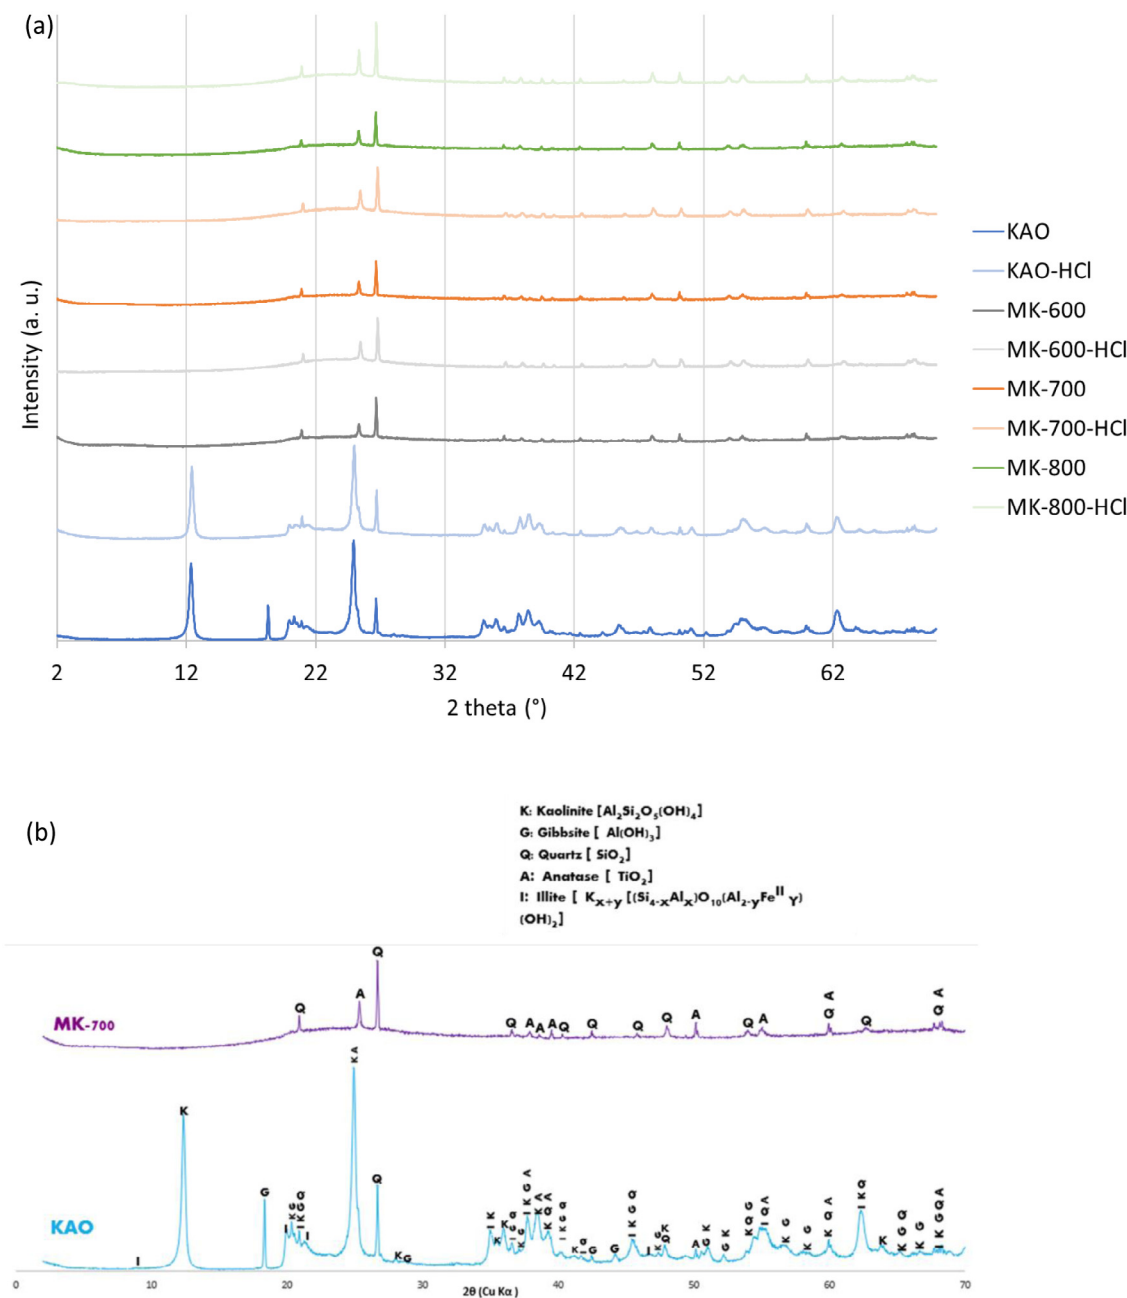 (a)
Intensity (a. u.)
KAO
KAO-HCl
MK-600
MK-600-HCl
MK-700
MK-700-HCl
MK-800
MK-800-HCl
2 12 22 32 42 52 62
2 theta (°)
(b)
K: Kaolinite [Al2Si2O5(OH)4]
G: Gibbsite [ Al(OH)3]
Q: Quartz [ SiO2]
A: Anatase [ TiO2]
I: Illite [ Kx+y [(Si4-xAlx)O10(Al2-yFeII Y)
(OH)2]
MK-700
Q A Q Q A A A Q Q Q Q A Q A Q A Q Q A
KAO
I K G I K G I K G Q I K A Q K G
0 10 20 30 40 50 60 70
2θ (Cu Kα )